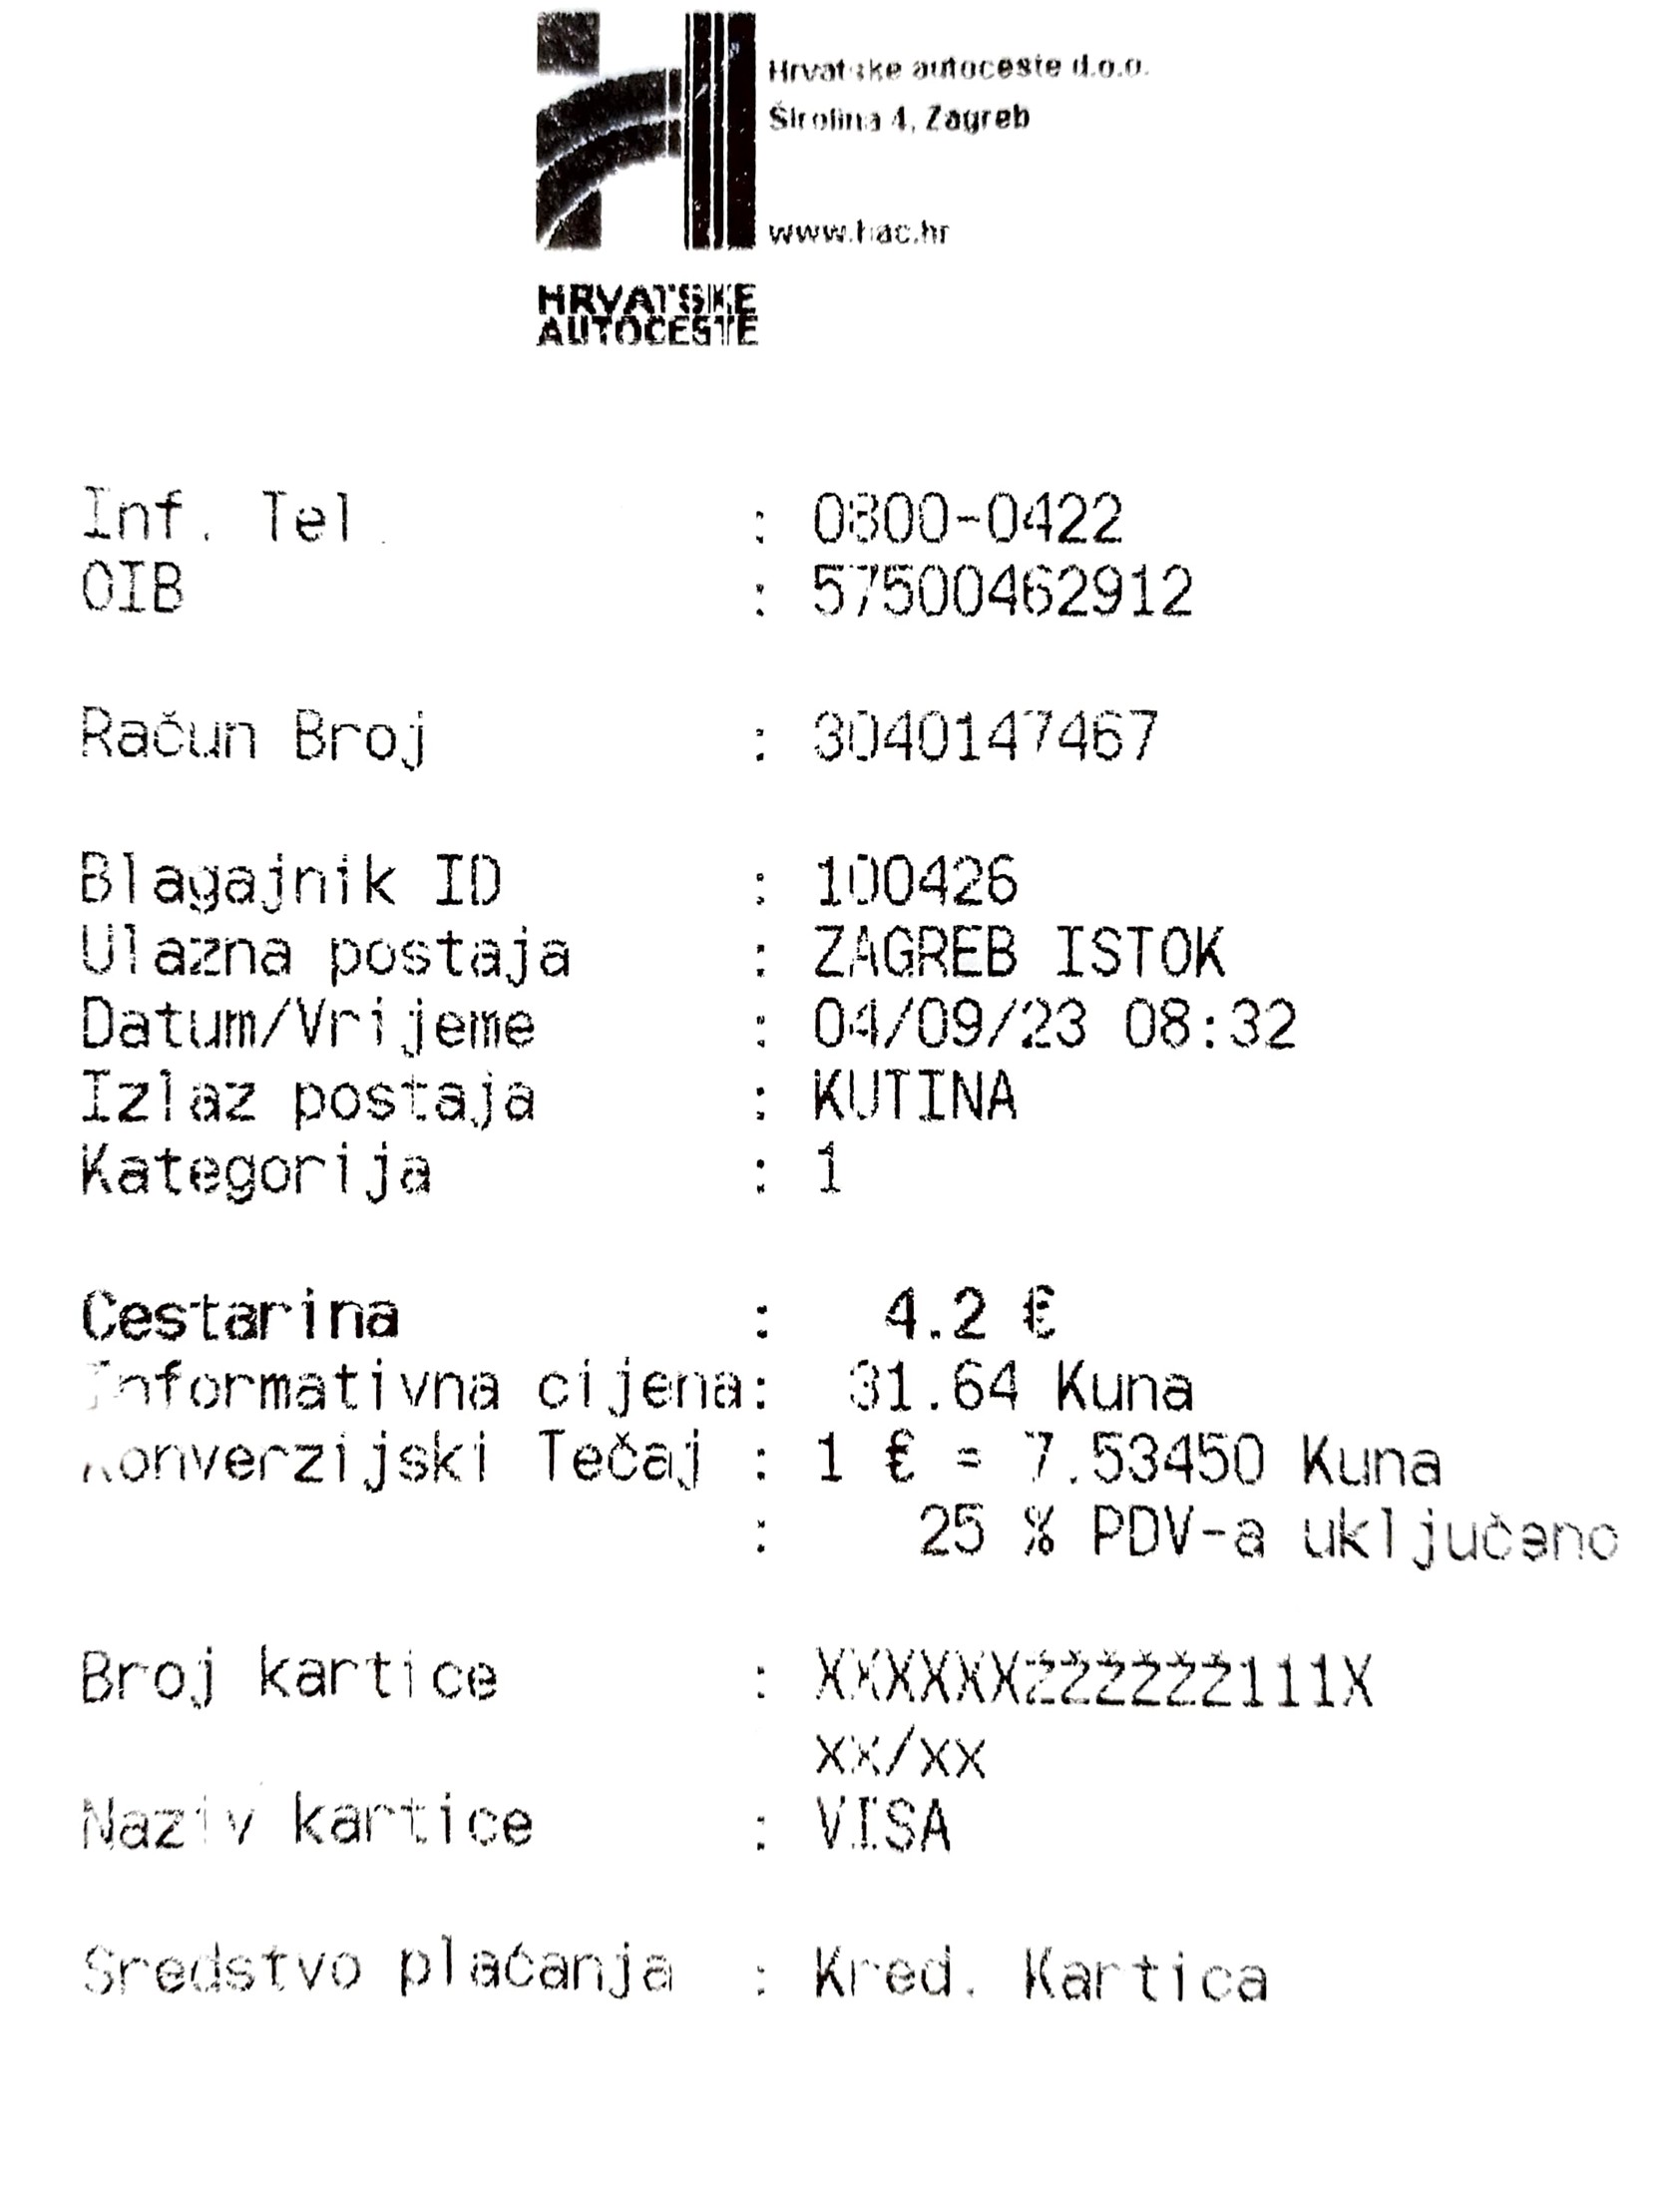 Hrvatske autoceste d.o.o.
Širolina 4, Zagreb
www.hac.hr
HRVATSKE
AUTOCESTE
Inf. Tel. : 0800-0422
OIB : 57500462912
Račun Broj : 3040147467
Blagajnik ID : 100426
Ulazna postaja : ZAGREB ISTOK
Datum/Vrijeme : 04/09/23 08:32
Izlaz postaja : KUTINA
Kategorija : 1
Cestarina : 4.2 €
Informativna cijena: 31.64 Kuna
Konverzijski Tečaj : 1 € = 7.53450 Kuna
: 25 % PDV-a uključeno
Broj kartice : XXXXXXŽŽŽŽŽŽ111X
xx/xx
Naziv kartice : VISA
Sredstvo plaćanja : Kred. Kartica